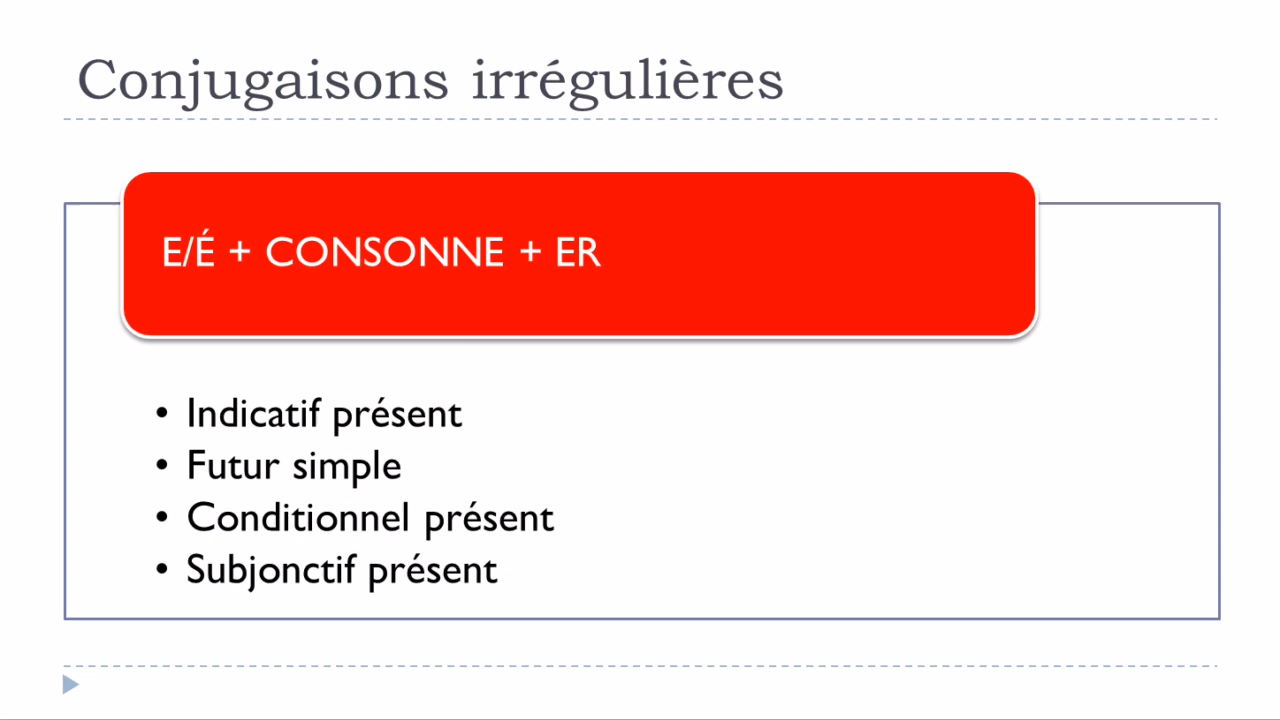 Conjugaisons irrégulières
E/É + CONSONNE + ER
• Indicatif présent
• Futur simple
• Conditionnel présent
• Subjonctif présent